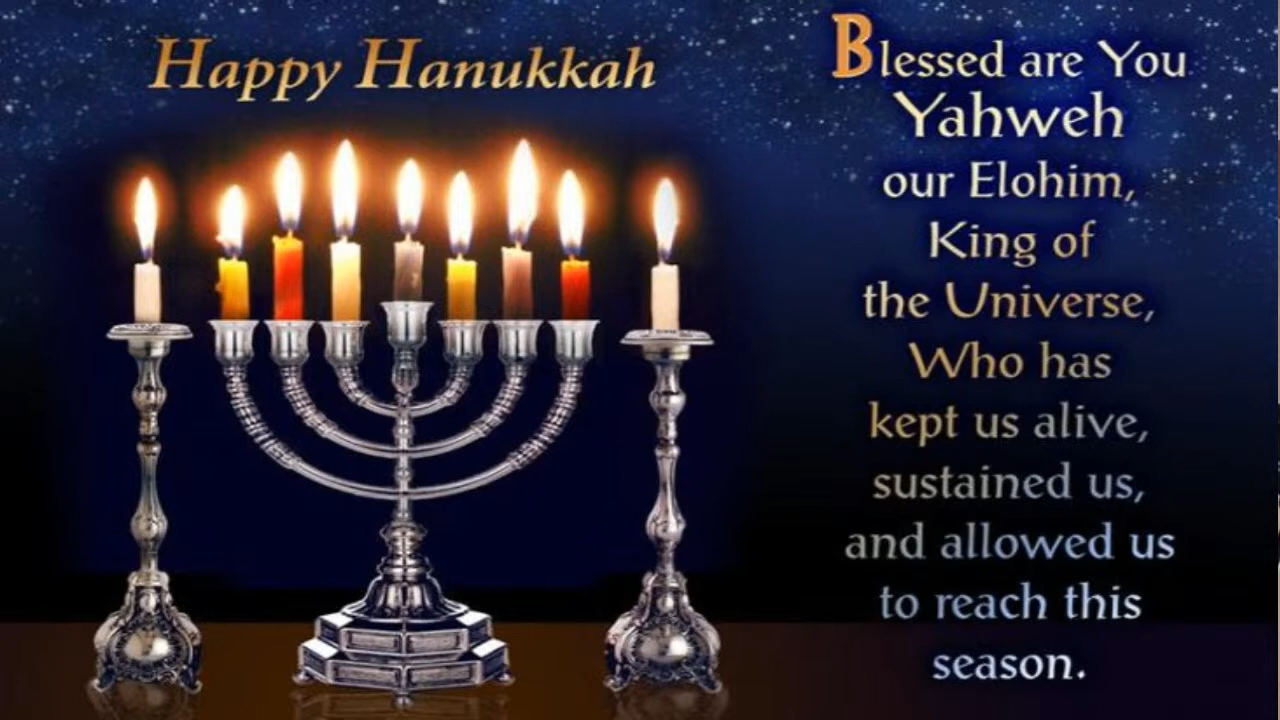 Happy Hanukkah
Blessed are You
Yahweh
our Elohim,
King of
the Universe,
Who has
kept us alive,
sustained us,
and allowed us
to reach this
season.